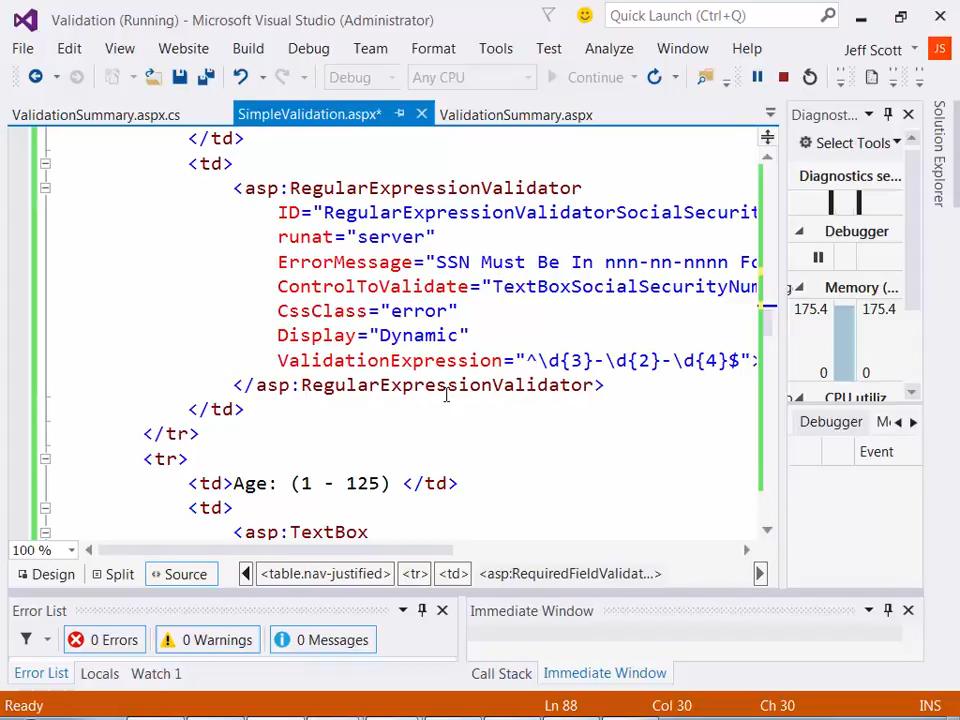 Validation (Running) - Microsoft Visual Studio (Administrator)
Quick Launch (Ctrl+Q)
File Edit View Website Build Debug Team Format Tools Test Analyze Window Help Jeff Scott JS
Debug Any CPU Continue
ValidationSummary.aspx.cs SimpleValidation.aspx* ValidationSummary.aspx
</td>
<td>
<asp:RegularExpressionValidator
ID="RegularExpressionValidatorSocialSecurit
runat="server"
ErrorMessage="SSN Must Be In nnn-nn-nnnn Fo
ControlToValidate="TextBoxSocialSecurityNum
CssClass="error"
Display="Dynamic"
ValidationExpression="^\d{3}-\d{2}-\d{4}$">
</asp:RegularExpressionValidator>
</td>
</tr>
<tr>
<td>Age: (1 - 125) </td>
<td>
<asp:TextBox
100 %
Design Split Source <table.nav-justified> <tr> <td> <asp:RequiredFieldValidat...>
Diagnost...
Select Tools
Diagnostics se...
Debugger
Memory (...
175.4 175.4
0 0
CPU utiliz
Debugger
Event
Solution Explorer
Error List
0 Errors 0 Warnings 0 Messages
Error List Locals Watch 1
Immediate Window
Call Stack Immediate Window
Ready Ln 88 Col 30 Ch 30 INS